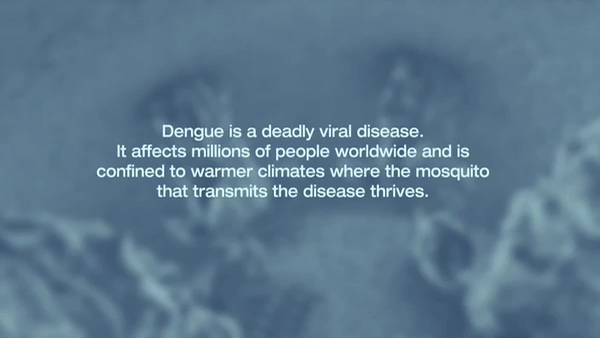 Dengue is a deadly viral disease.
It affects millions of people worldwide and is
confined to warmer climates where the mosquito
that transmits the disease thrives.